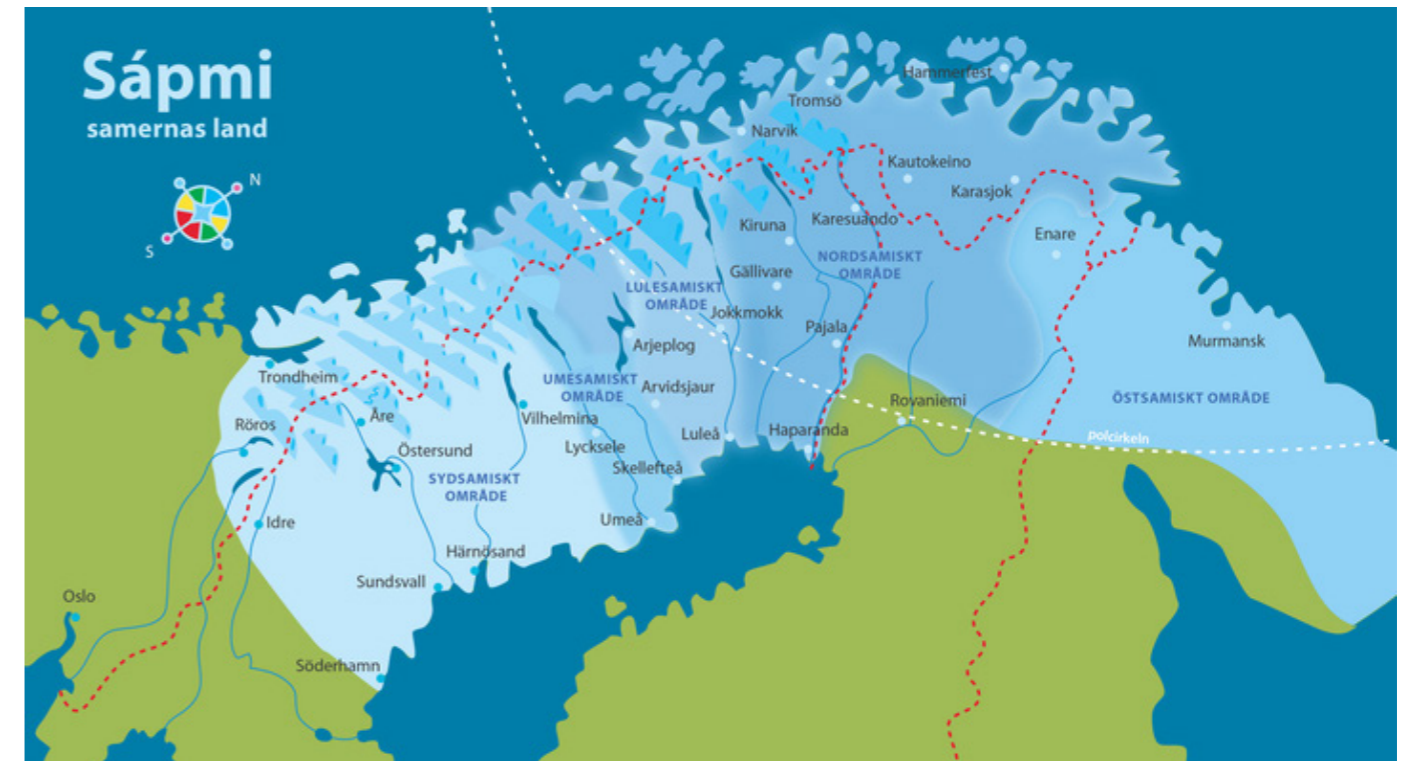 Sápmi
samernas land
N
S
Hammerfest
Tromsö
Narvik
Kautokeino
Karasjok
Kiruna
Karesuando
Enare
NORDSAMISKT
OMRÅDE
Gällivare
LULESAMISKT
OMRÅDE
Jokkmokk
Pajala
Murmansk
Arjeplog
Trondheim
UMESAMISKT
OMRÅDE
Arvidsjaur
ÖSTSAMISKT OMRÅDE
Rovaniemi
Åre
Vilhelmina
Röros
Luleå
Haparanda
polcirkeln
Lycksele
Östersund
Skellefteå
SYDSAMISKT
OMRÅDE
Umeå
Idre
Härnösand
Sundsvall
Oslo
Söderhamn